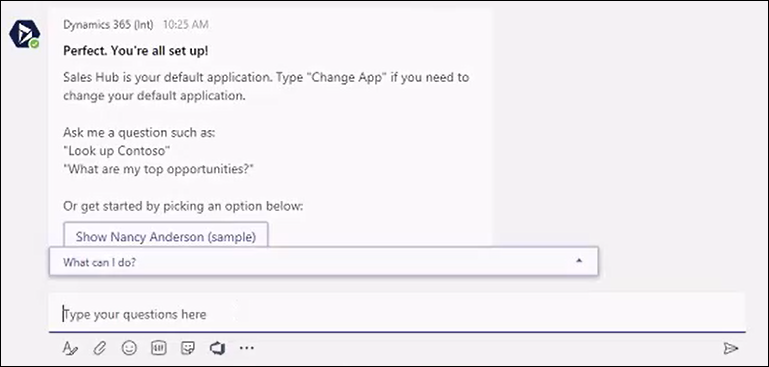 Dynamics 365 (Int) 10:25 AM
Perfect. You're all set up!
Sales Hub is your default application. Type "Change App" if you need to
change your default application.
Ask me a question such as:
"Look up Contoso"
"What are my top opportunities?"
Or get started by picking an option below:
Show Nancy Anderson (sample)
What can I do?
Type your questions here
GIF